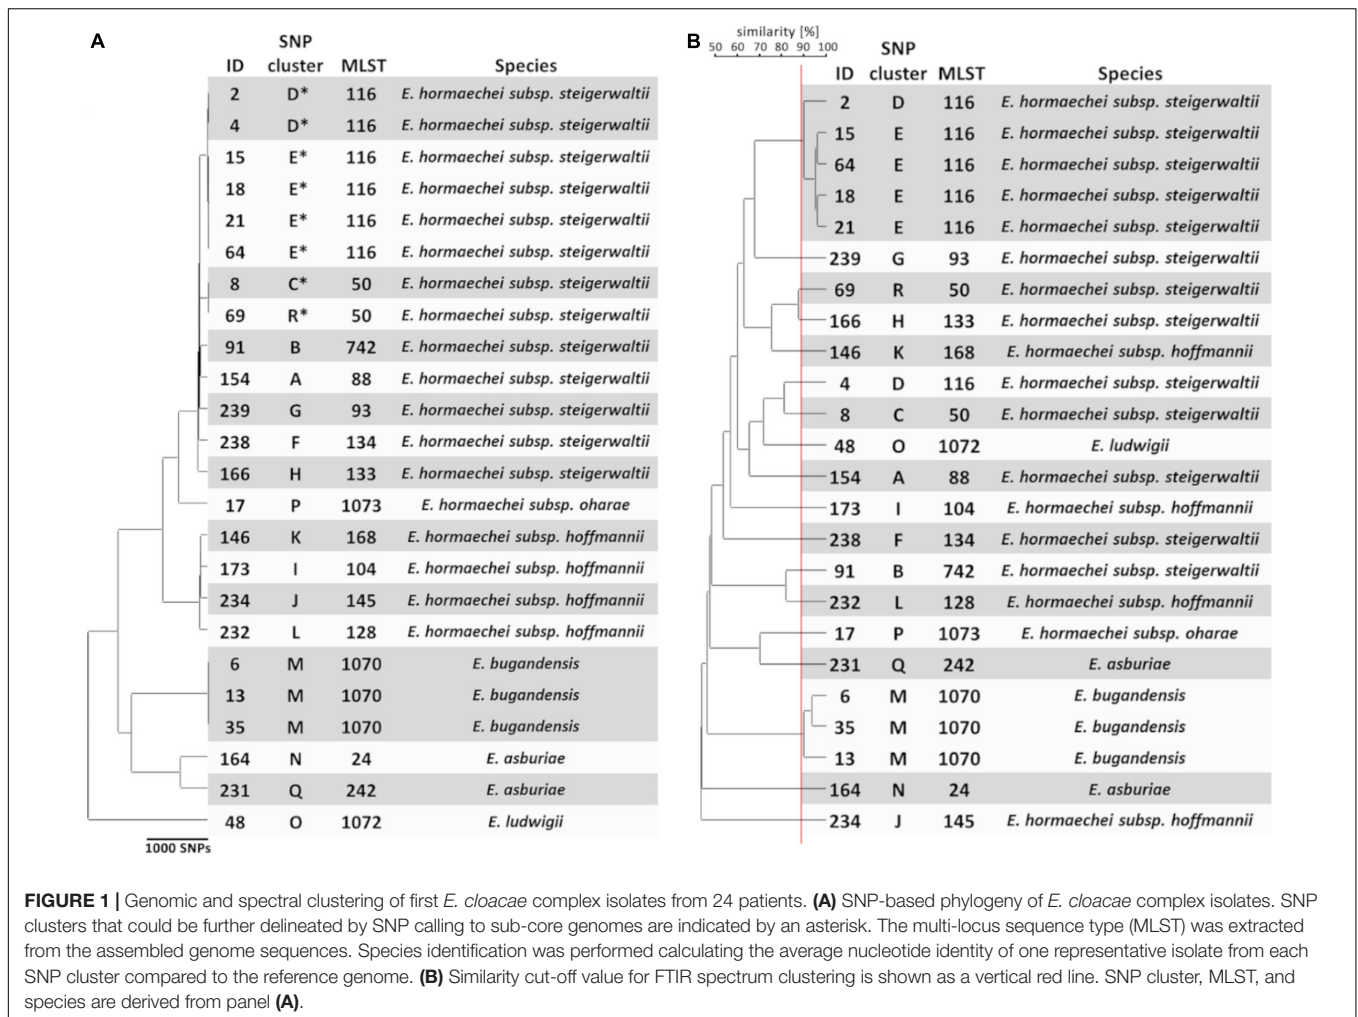 A
SNP
ID cluster MLST Species
2 D* 116 E. hormaechei subsp. steigerwaltii
4 D* 116 E. hormaechei subsp. steigerwaltii
15 E* 116 E. hormaechei subsp. steigerwaltii
18 E* 116 E. hormaechei subsp. steigerwaltii
21 E* 116 E. hormaechei subsp. steigerwaltii
64 E* 116 E. hormaechei subsp. steigerwaltii
8 C* 50 E. hormaechei subsp. steigerwaltii
69 R* 50 E. hormaechei subsp. steigerwaltii
91 B 742 E. hormaechei subsp. steigerwaltii
154 A 88 E. hormaechei subsp. steigerwaltii
239 G 93 E. hormaechei subsp. steigerwaltii
238 F 134 E. hormaechei subsp. steigerwaltii
166 H 133 E. hormaechei subsp. steigerwaltii
17 P 1073 E. hormaechei subsp. oharae
146 K 168 E. hormaechei subsp. hoffmannii
173 I 104 E. hormaechei subsp. hoffmannii
234 J 145 E. hormaechei subsp. hoffmannii
232 L 128 E. hormaechei subsp. hoffmannii
6 M 1070 E. bugandensis
13 M 1070 E. bugandensis
35 M 1070 E. bugandensis
164 N 24 E. asburiae
231 Q 242 E. asburiae
48 O 1072 E. ludwigii
1000 SNPs
B
similarity [%]
50 60 70 80 90 100
SNP
ID cluster MLST Species
2 D 116 E. hormaechei subsp. steigerwaltii
15 E 116 E. hormaechei subsp. steigerwaltii
64 E 116 E. hormaechei subsp. steigerwaltii
18 E 116 E. hormaechei subsp. steigerwaltii
21 E 116 E. hormaechei subsp. steigerwaltii
239 G 93 E. hormaechei subsp. steigerwaltii
69 R 50 E. hormaechei subsp. steigerwaltii
166 H 133 E. hormaechei subsp. steigerwaltii
146 K 168 E. hormaechei subsp. hoffmannii
4 D 116 E. hormaechei subsp. steigerwaltii
8 C 50 E. hormaechei subsp. steigerwaltii
48 O 1072 E. ludwigii
154 A 88 E. hormaechei subsp. steigerwaltii
173 I 104 E. hormaechei subsp. hoffmannii
238 F 134 E. hormaechei subsp. steigerwaltii
91 B 742 E. hormaechei subsp. steigerwaltii
232 L 128 E. hormaechei subsp. hoffmannii
17 P 1073 E. hormaechei subsp. oharae
231 Q 242 E. asburiae
6 M 1070 E. bugandensis
35 M 1070 E. bugandensis
13 M 1070 E. bugandensis
164 N 24 E. asburiae
234 J 145 E. hormaechei subsp. hoffmannii
FIGURE 1 | Genomic and spectral clustering of first E. cloacae complex isolates from 24 patients. (A) SNP-based phylogeny of E. cloacae complex isolates. SNP
clusters that could be further delineated by SNP calling to sub-core genomes are indicated by an asterisk. The multi-locus sequence type (MLST) was extracted
from the assembled genome sequences. Species identification was performed calculating the average nucleotide identity of one representative isolate from each
SNP cluster compared to the reference genome. (B) Similarity cut-off value for FTIR spectrum clustering is shown as a vertical red line. SNP cluster, MLST, and
species are derived from panel (A).